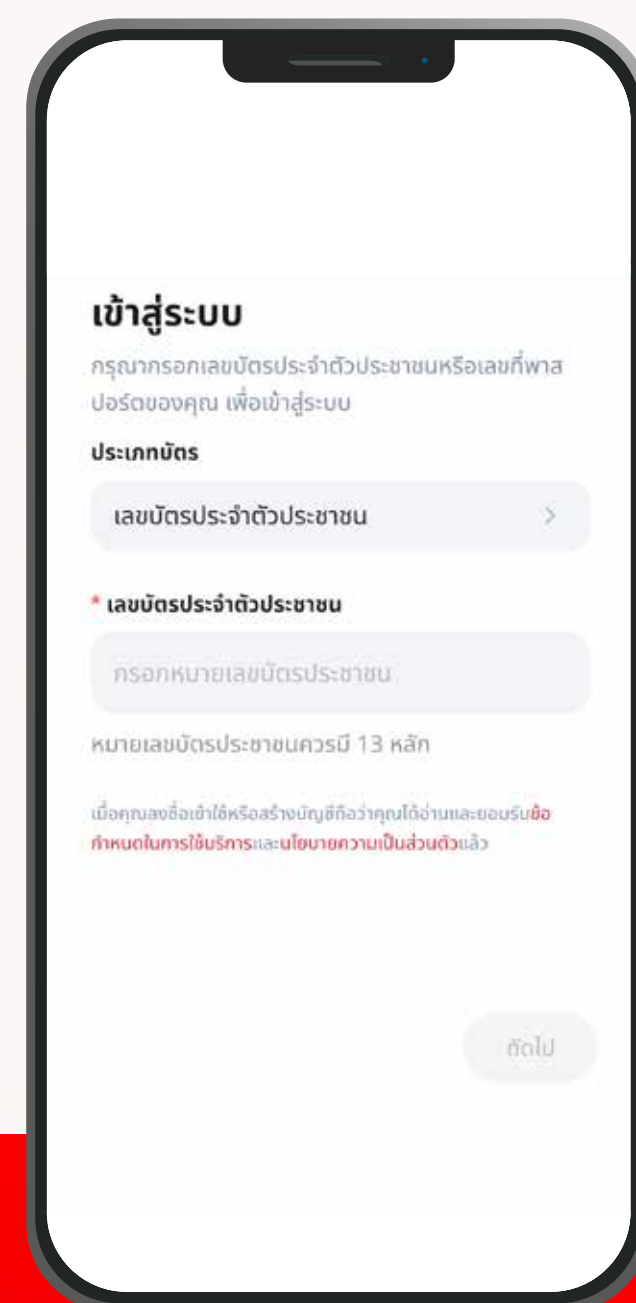 เข้าสู่ระบบ
กรุณากรอกเลขบัตรประจำตัวประชาชนหรือเลขที่พาส
ปอร์ตของคุณ เพื่อเข้าสู่ระบบ
ประเภทบัตร
เลขบัตรประจำตัวประชาชน
* เลขบัตรประจำตัวประชาชน
กรอกหมายเลขบัตรประชาชน
หมายเลขบัตรประชาชนควรมี 13 หลัก
เมื่อคุณลงชื่อเข้าใช้หรือสร้างบัญชีถือว่าคุณได้อ่านและยอมรับข้อ
กำหนดในการใช้บริการและนโยบายความเป็นส่วนตัวแล้ว
ถัดไป